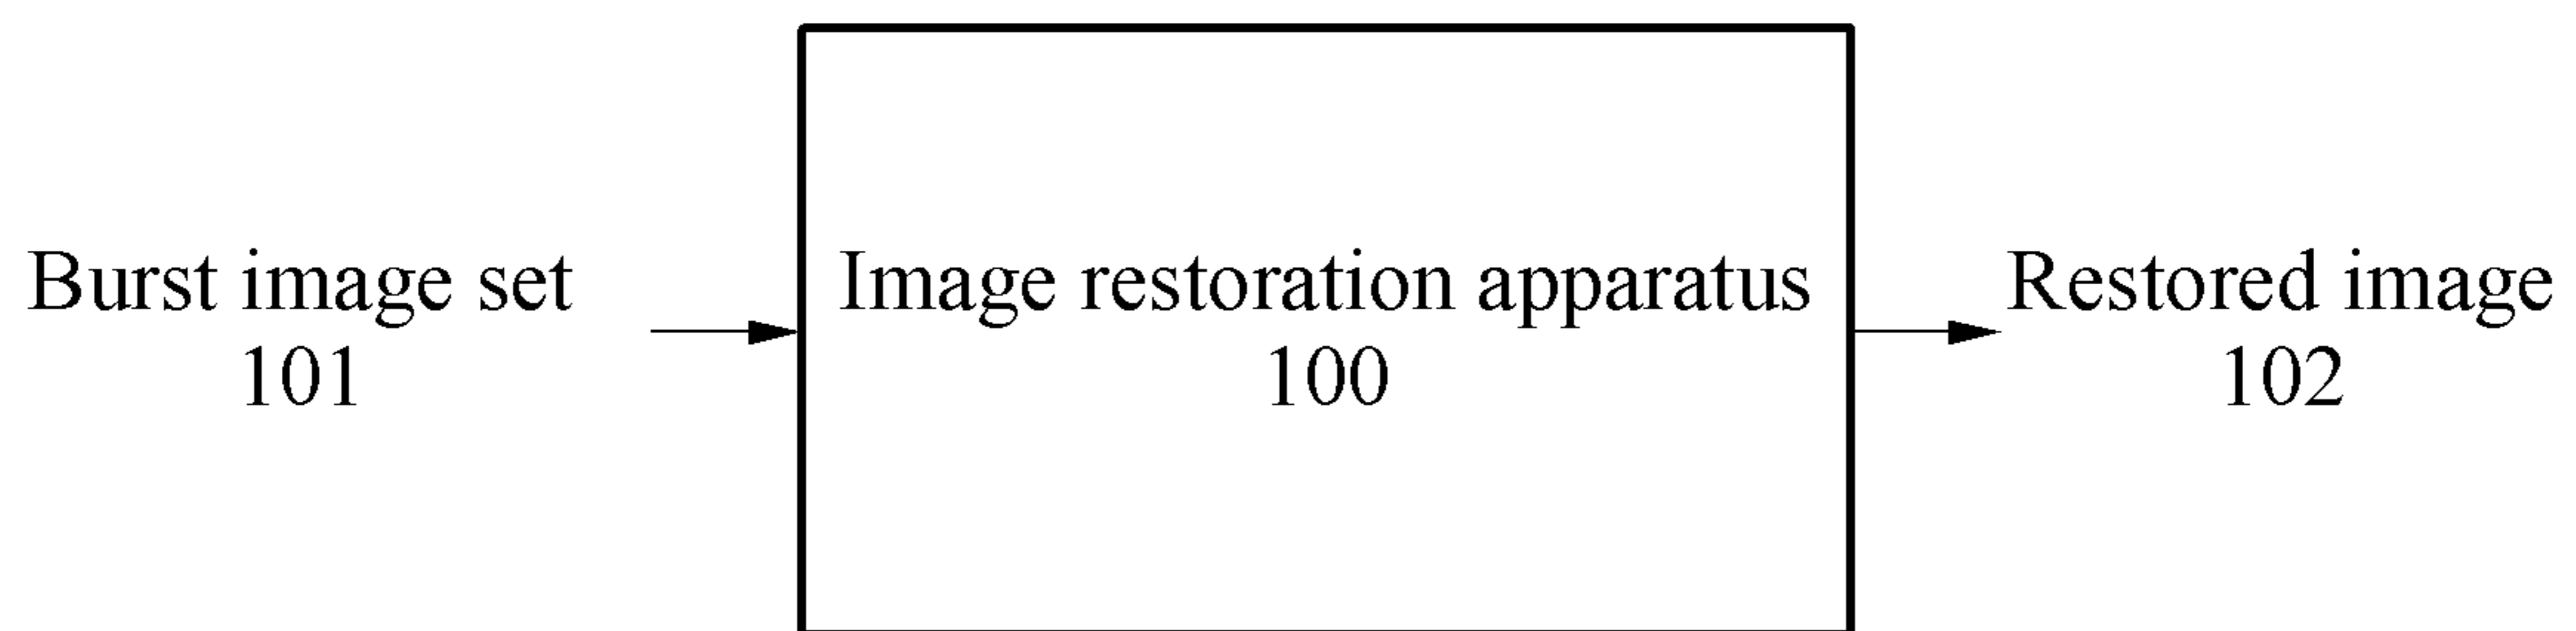 Burst image set
101
Image restoration apparatus
100
Restored image
102